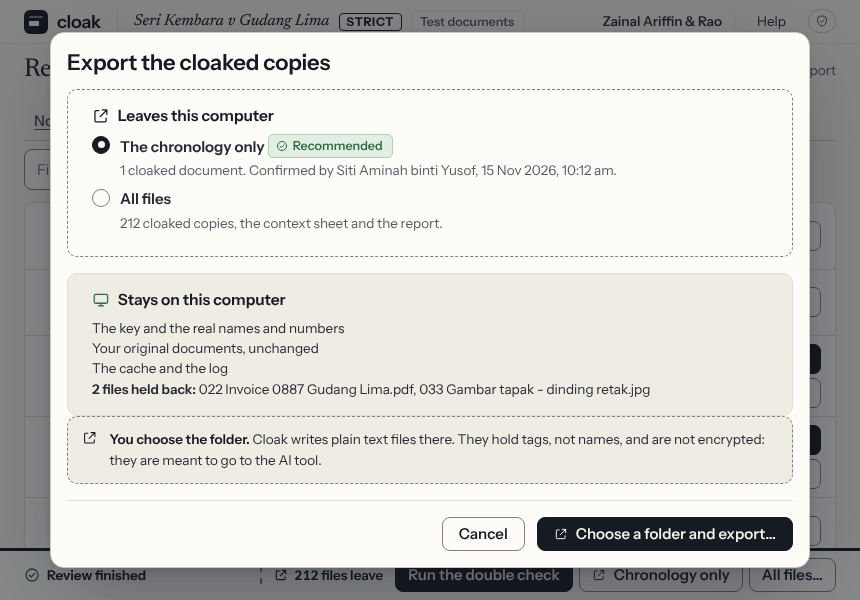 cloak
Seri Kembara v Gudang Lima
STRICT
Test documents
Zainal Ariffin & Rao
Help
Re
port
No
Fi
Export the cloaked copies
Leaves this computer
The chronology only
Recommended
1 cloaked document. Confirmed by Siti Aminah binti Yusof, 15 Nov 2026, 10:12 am.
All files
212 cloaked copies, the context sheet and the report.
Stays on this computer
The key and the real names and numbers
Your original documents, unchanged
The cache and the log
2 files held back: 022 Invoice 0887 Gudang Lima.pdf, 033 Gambar tapak - dinding retak.jpg
You choose the folder. Cloak writes plain text files there. They hold tags, not names, and are not encrypted:
they are meant to go to the AI tool.
Cancel
Choose a folder and export...
Review finished
212 files leave
Run the double check
Chronology only
All files...